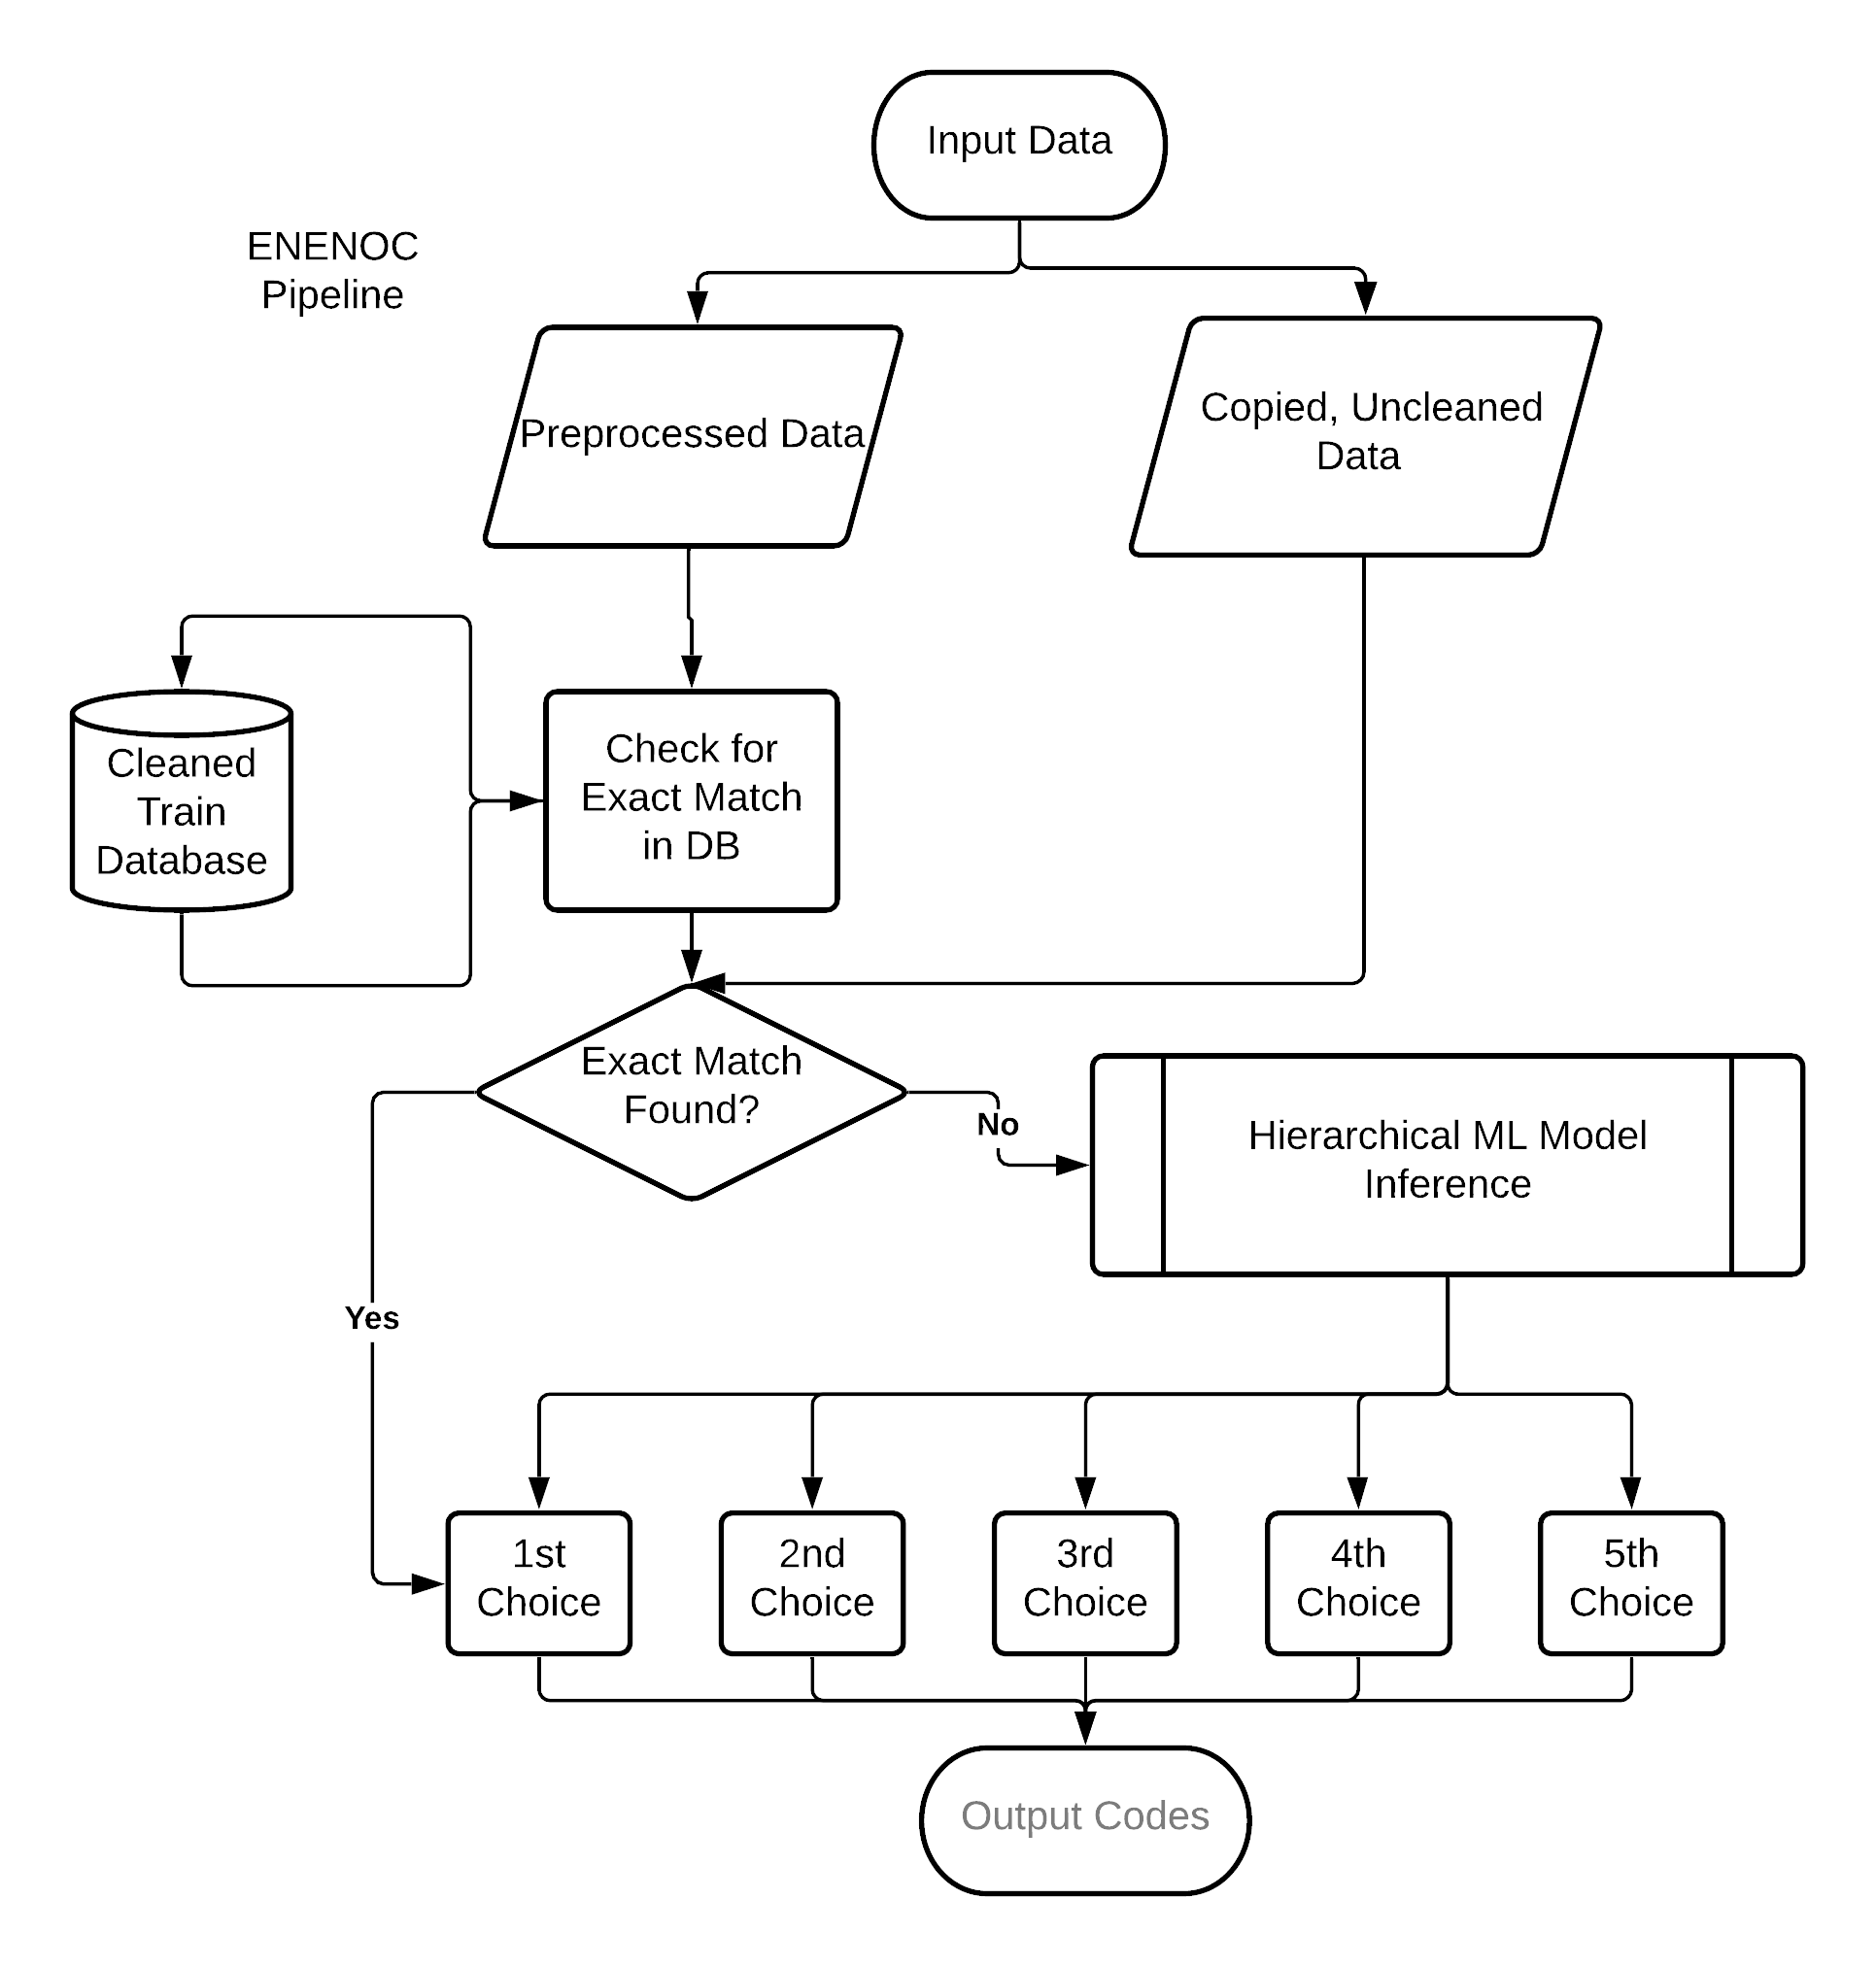 Input Data
ENENOC
Pipeline
Preprocessed Data
Copied, Uncleaned
Data
Cleaned
Train
Database
Check for
Exact Match
in DB
Exact Match
Found?
No
Hierarchical ML Model
Inference
Yes
1st
Choice
2nd
Choice
3rd
Choice
4th
Choice
5th
Choice
Output Codes